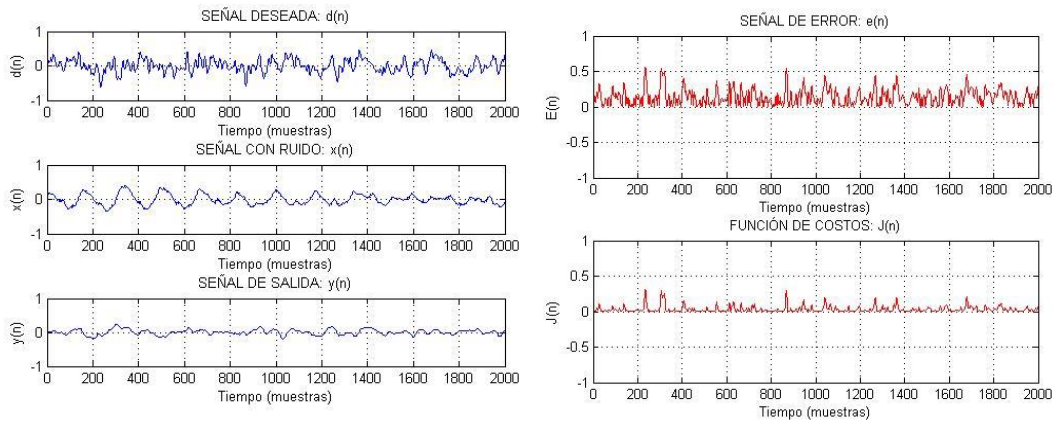 SEÑAL DESEADA: d(n)
1
0
-1
d(n)
0 200 400 600 800 1000 1200 1400 1600 1800 2000
Tiempo (muestras)
SEÑAL CON RUIDO: x(n)
1
0
-1
x(n)
0 200 400 600 800 1000 1200 1400 1600 1800 2000
Tiempo (muestras)
SEÑAL DE SALIDA: y(n)
1
0
-1
y(n)
0 200 400 600 800 1000 1200 1400 1600 1800 2000
Tiempo (muestras)
SEÑAL DE ERROR: e(n)
1
0.5
0
-0.5
-1
E(n)
0 200 400 600 800 1000 1200 1400 1600 1800 2000
Tiempo (muestras)
FUNCIÓN DE COSTOS: J(n)
1
0.5
0
-0.5
-1
J(n)
0 200 400 600 800 1000 1200 1400 1600 1800 2000
Tiempo (muestras)